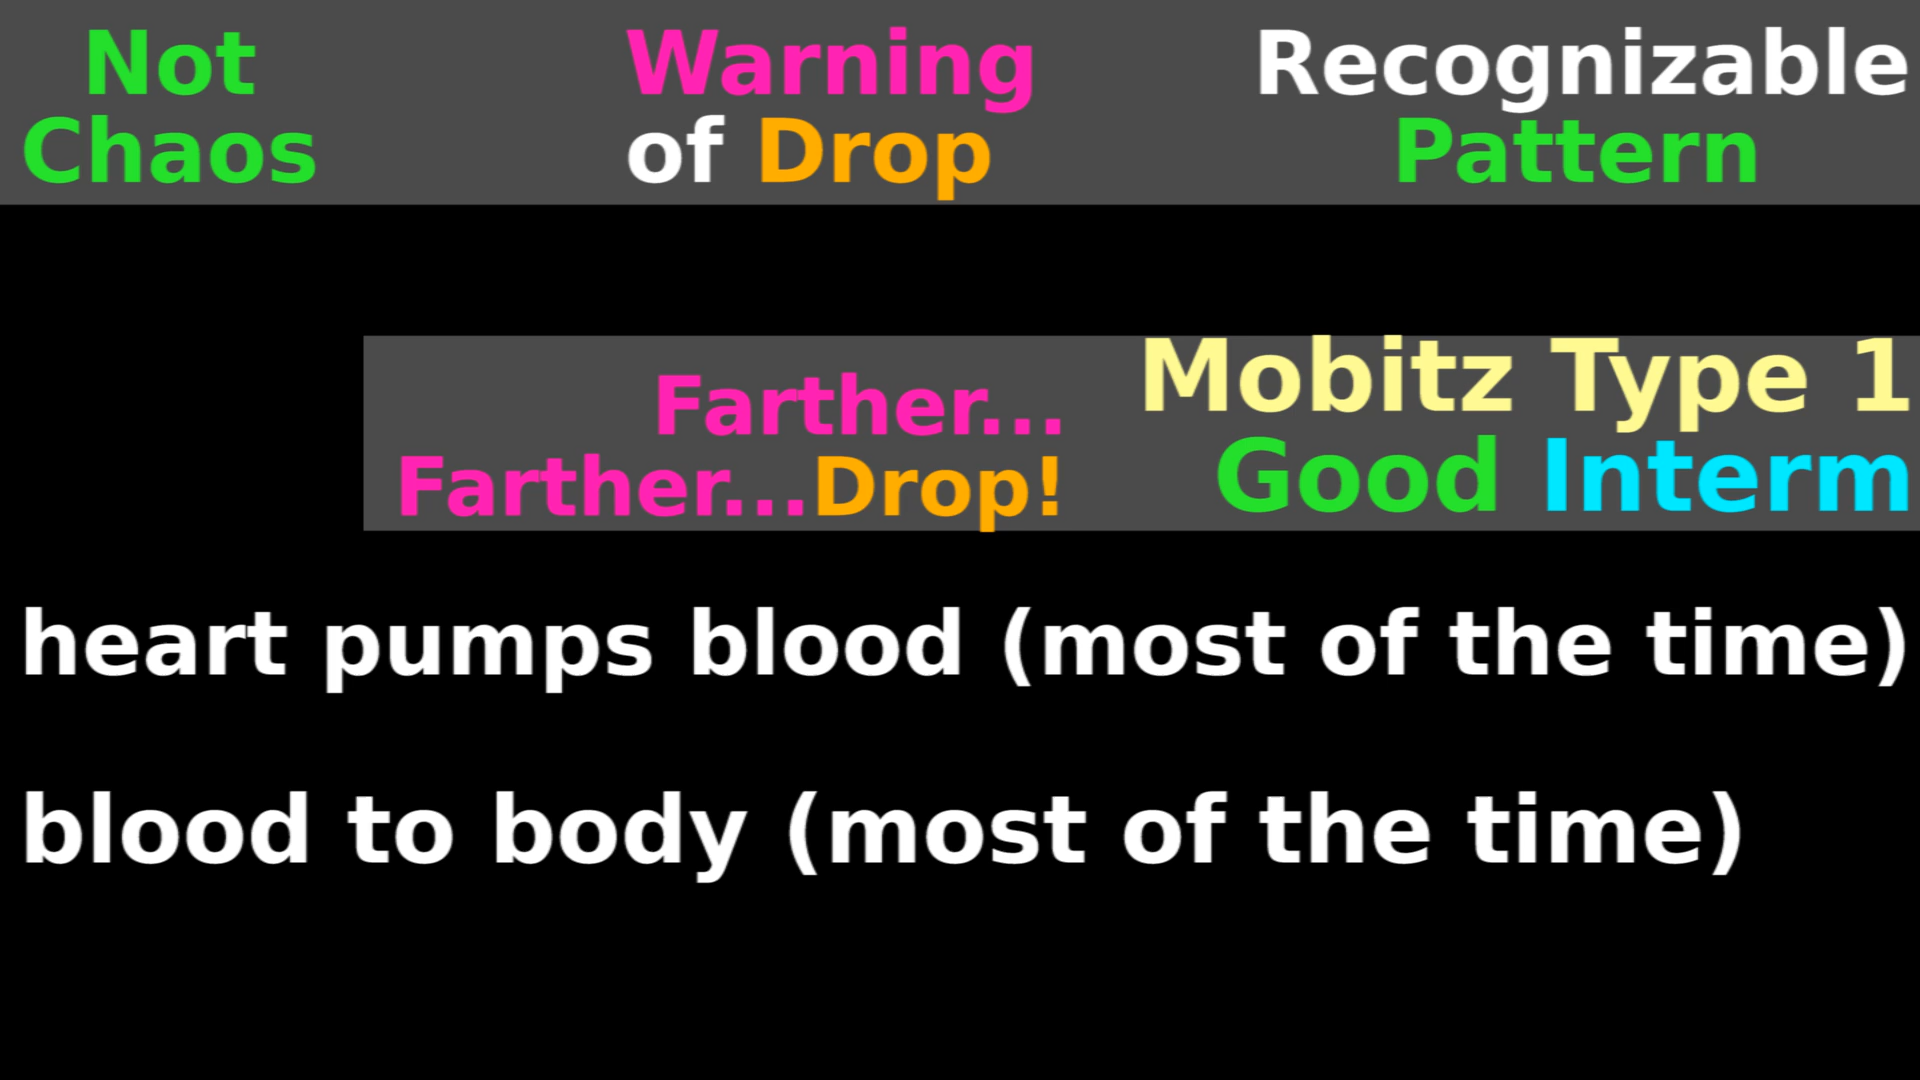 Not
Chaos
Warning
of Drop
Recognizable
Pattern
Farther...
Farther...Drop!
Mobitz Type 1
Good Interm
heart pumps blood (most of the time)
blood to body (most of the time)